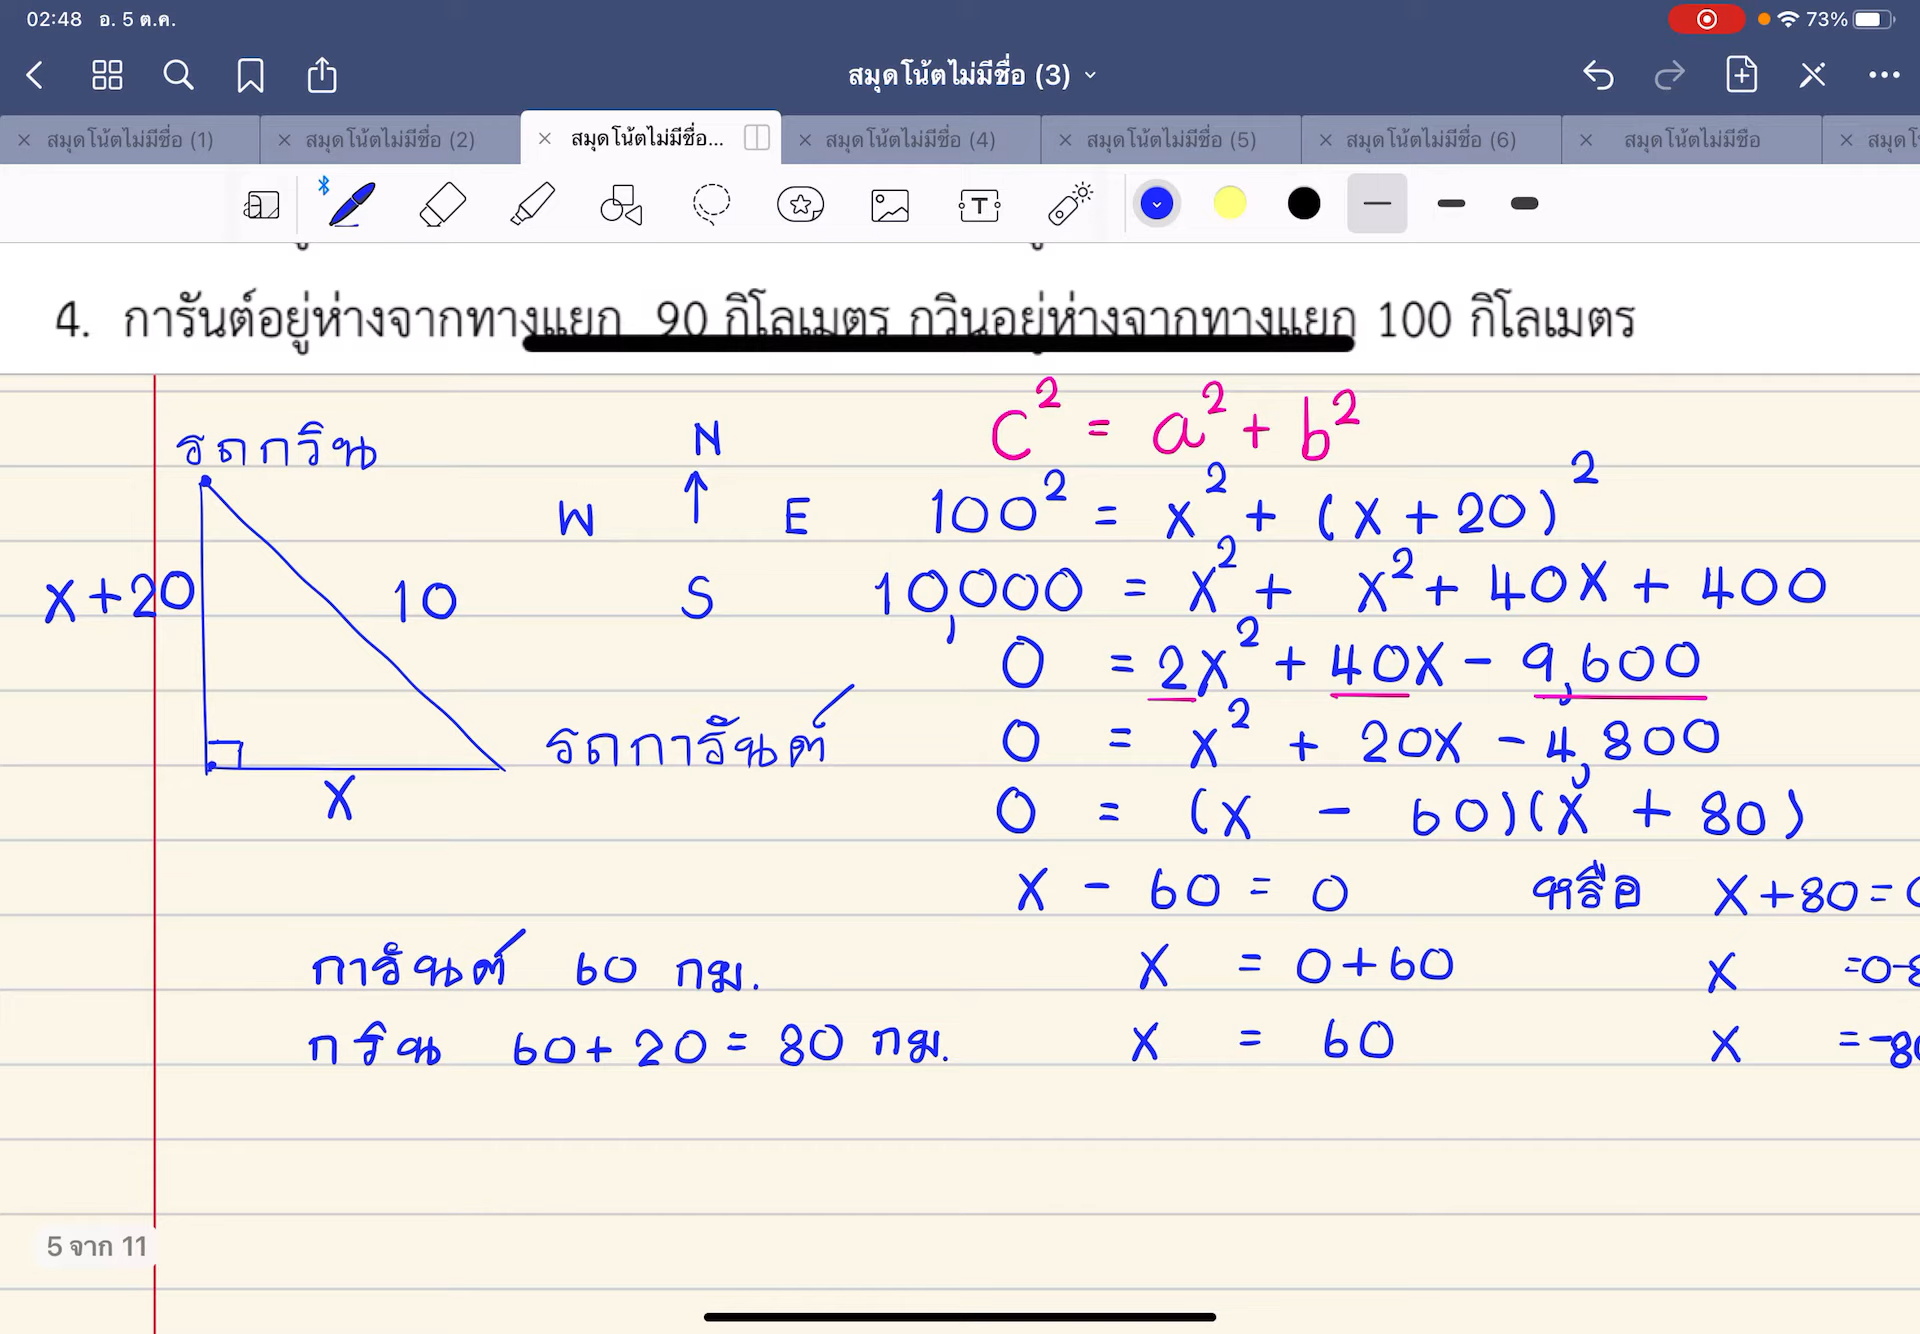 02:48 อ. 5 ต.ค. 73%
สมุดโน้ตไม่มีชื่อ (3)
สมุดโน้ตไม่มีชื่อ (1) สมุดโน้ตไม่มีชื่อ (2) สมุดโน้ตไม่มีชื่อ... สมุดโน้ตไม่มีชื่อ (4) สมุดโน้ตไม่มีชื่อ (5) สมุดโน้ตไม่มีชื่อ (6) สมุดโน้ตไม่มีชื่อ
4. การันต์อยู่ห่างจากทางแยก 90 กิโลเมตร กวินอยู่ห่างจากทางแยก 100 กิโลเมตร
รถกวิน
N
W E
S
x+20
10
รถการันต์
x
c² = a² + b²
100² = x² + (x + 20)²
10,000 = x² + x² + 40x + 400
0 = 2x² + 40x - 9,600
0 = x² + 20x - 4,800
0 = (x - 60)(x + 80)
x - 60 = 0 หรือ x + 80 = 0
x = 0 + 60 x = 0-8
x = 60 x = -80
การันต์ 60 กม.
กวิน 60 + 20 = 80 กม.
5 จาก 11